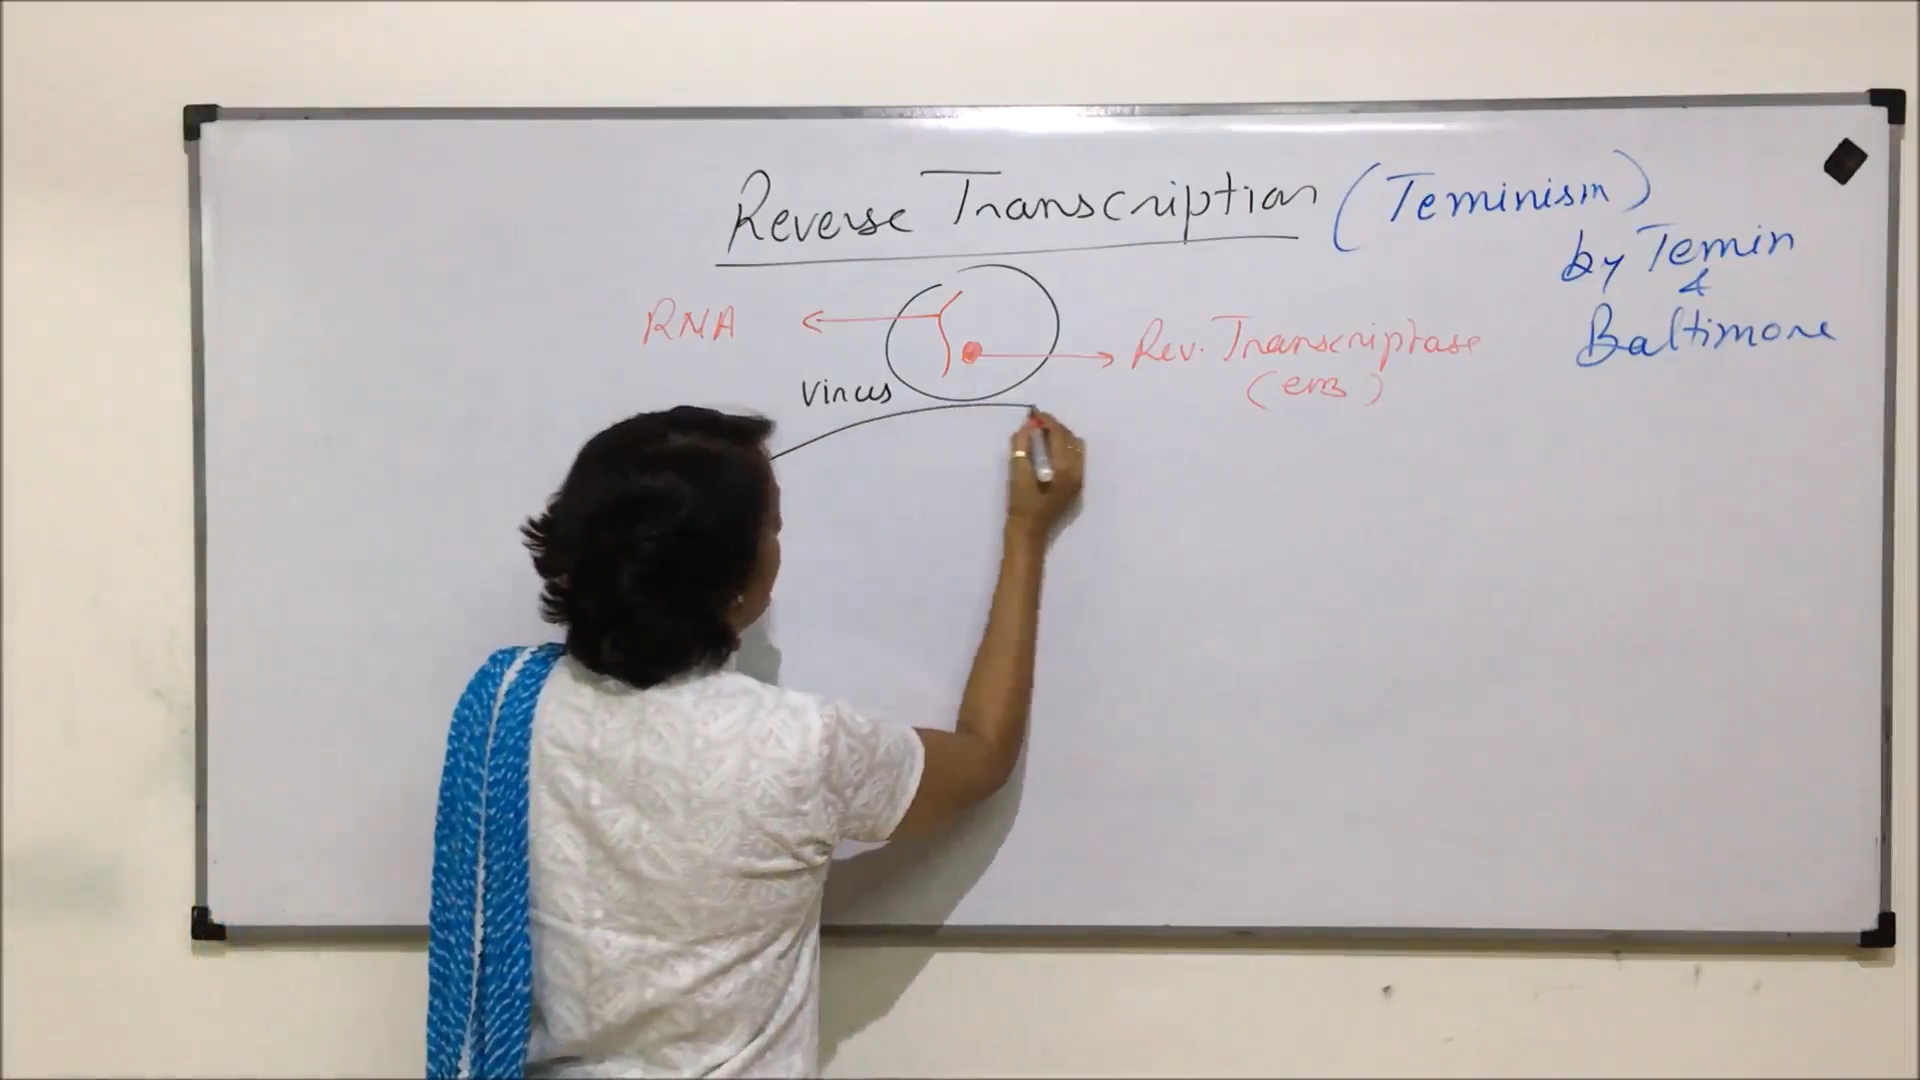 Reverse Transcription (Teminism)
by Temin
&
Baltimore
RNA
Rev. Transcriptase
(enz)
Virus